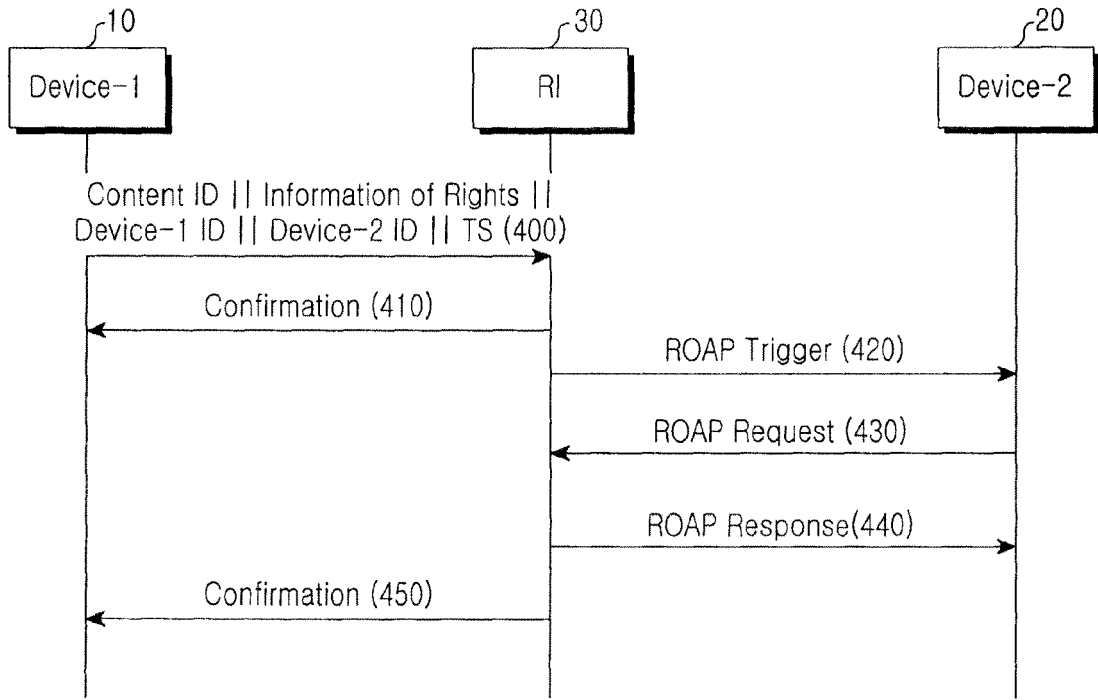 10
30
20
Device-1
RI
Device-2
Content ID || Information of Rights ||
Device-1 ID || Device-2 ID || TS (400)
Confirmation (410)
ROAP Trigger (420)
ROAP Request (430)
ROAP Response(440)
Confirmation (450)